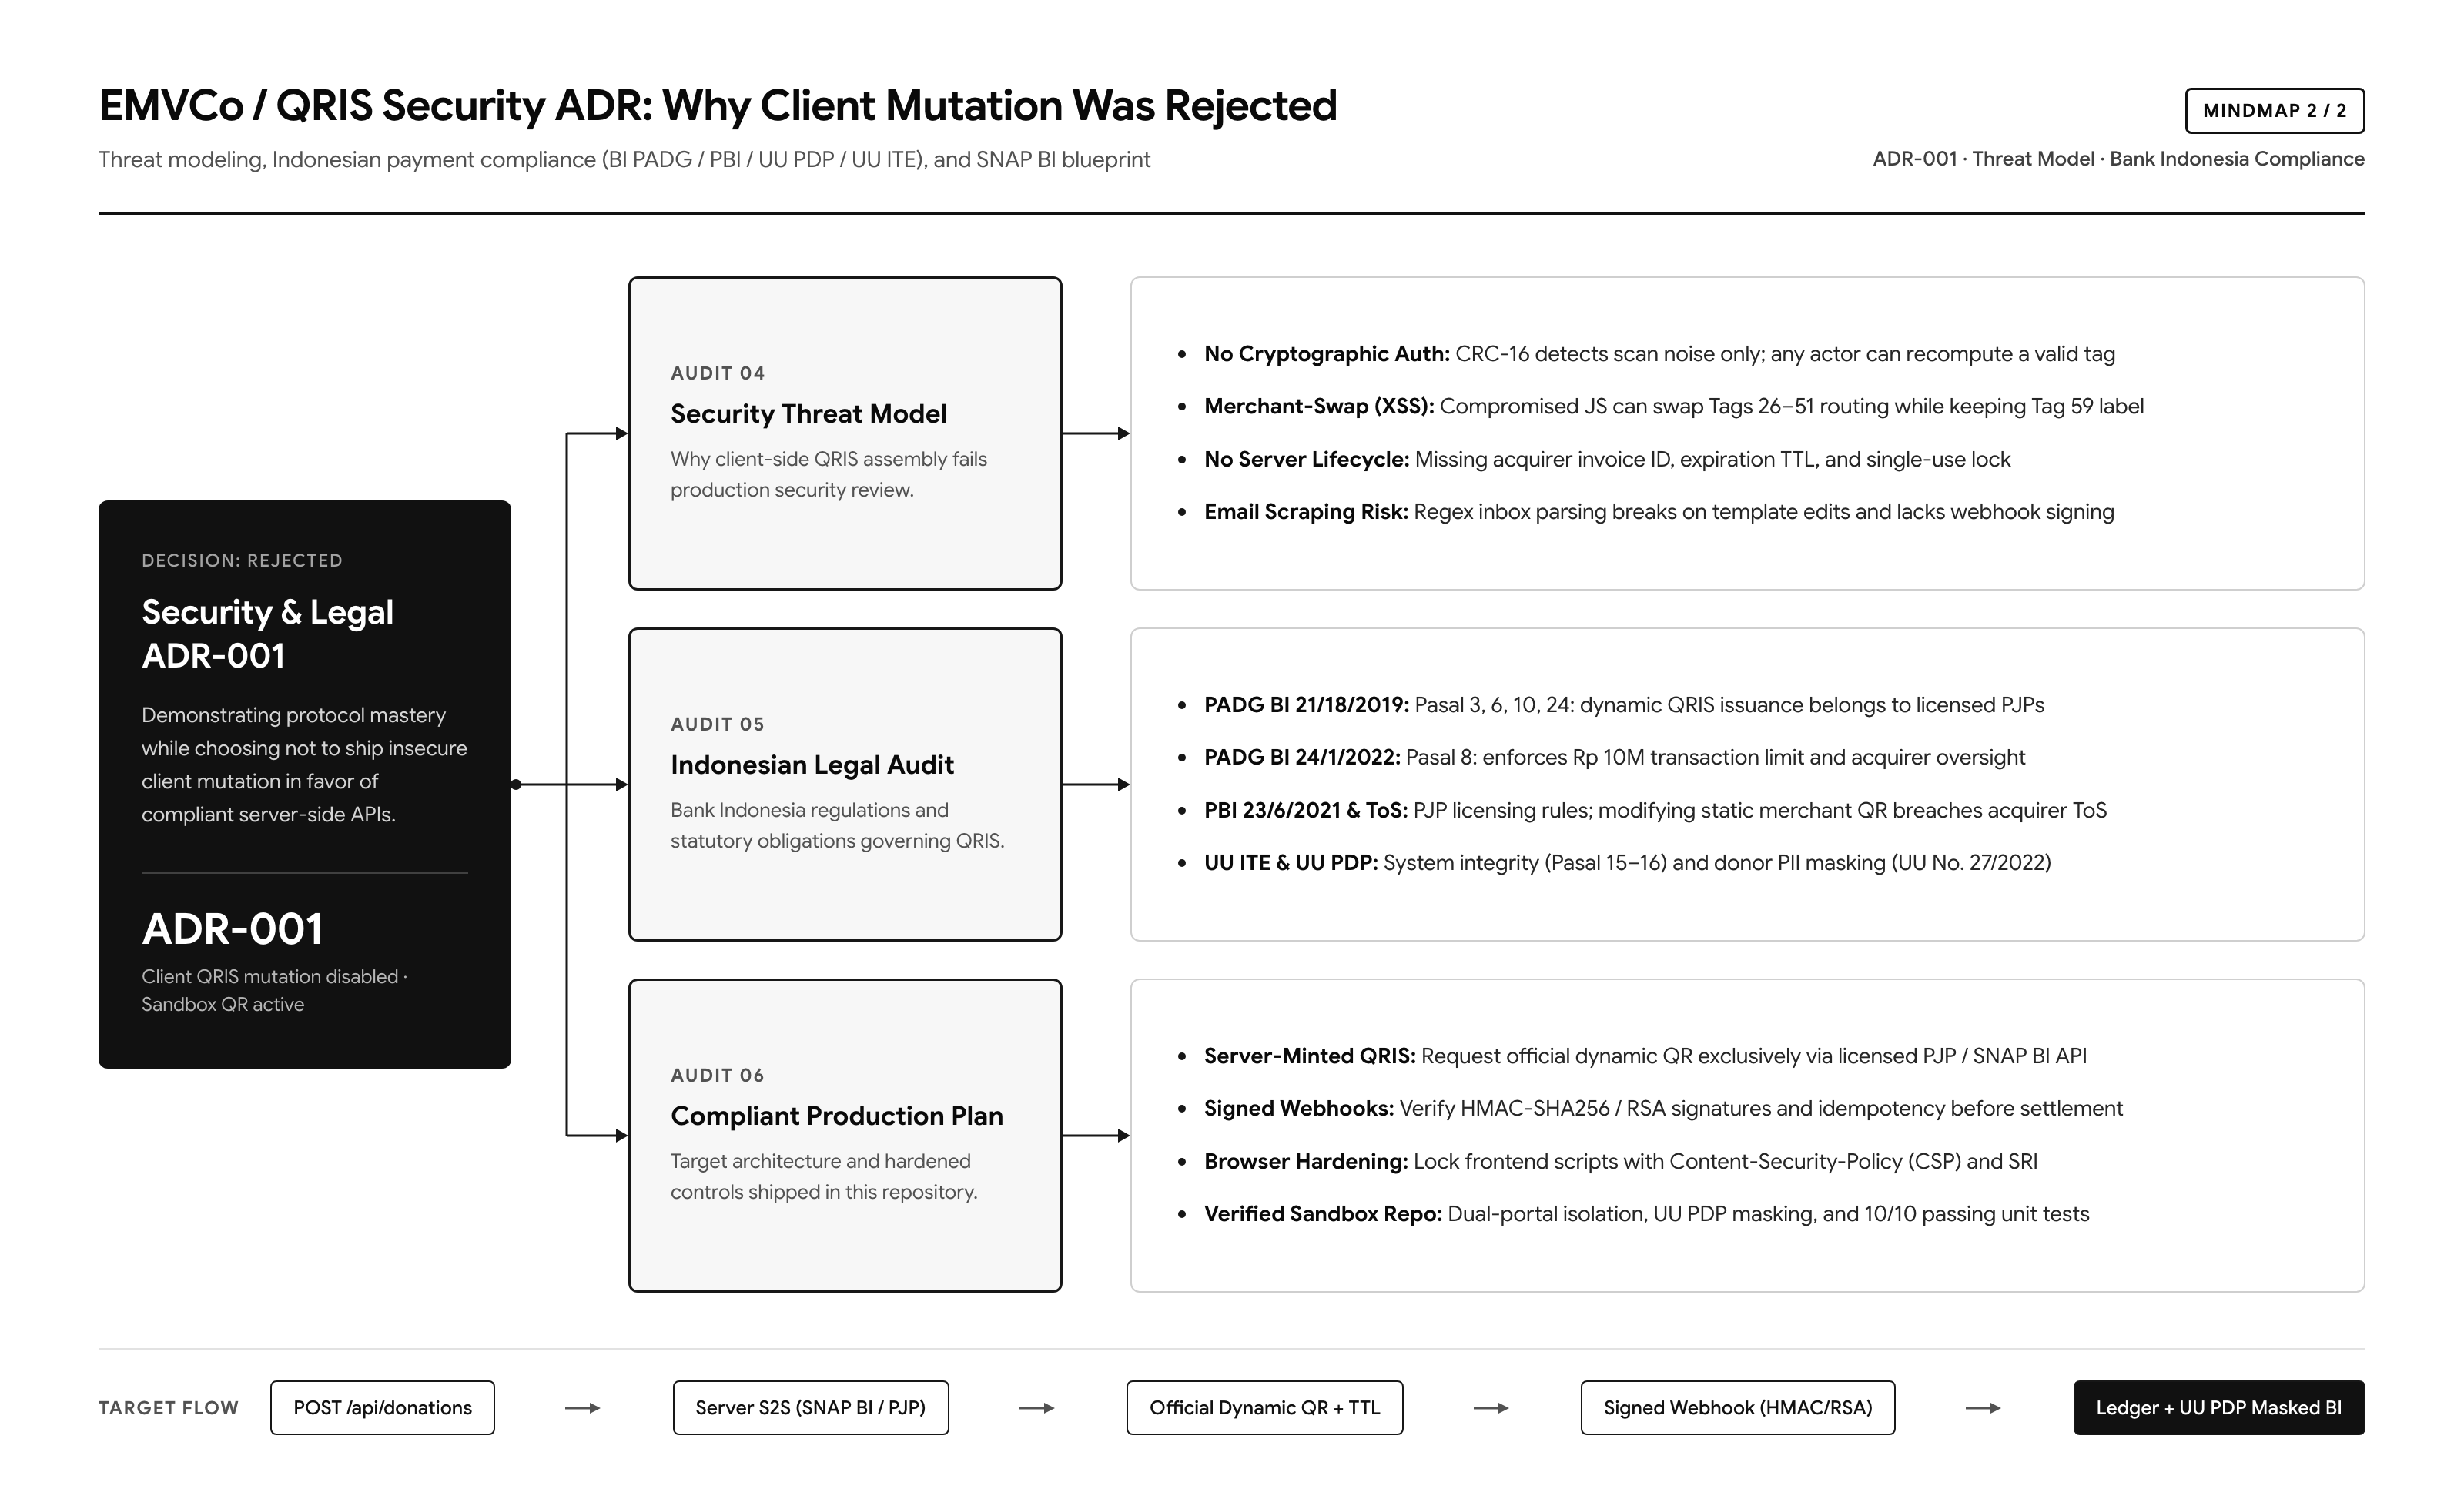 EMVCo / QRIS Security ADR: Why Client Mutation Was Rejected
MINDMAP 2 / 2
Threat modeling, Indonesian payment compliance (BI PADG / PBI / UU PDP / UU ITE), and SNAP BI blueprint
ADR-001 · Threat Model · Bank Indonesia Compliance
DECISION: REJECTED
Security & Legal
ADR-001
Demonstrating protocol mastery
while choosing not to ship insecure
client mutation in favor of
compliant server-side APIs.
ADR-001
Client QRIS mutation disabled ·
Sandbox QR active
AUDIT 04
Security Threat Model
Why client-side QRIS assembly fails
production security review.
• No Cryptographic Auth: CRC-16 detects scan noise only; any actor can recompute a valid tag
• Merchant-Swap (XSS): Compromised JS can swap Tags 26–51 routing while keeping Tag 59 label
• No Server Lifecycle: Missing acquirer invoice ID, expiration TTL, and single-use lock
• Email Scraping Risk: Regex inbox parsing breaks on template edits and lacks webhook signing
AUDIT 05
Indonesian Legal Audit
Bank Indonesia regulations and
statutory obligations governing QRIS.
• PADG BI 21/18/2019: Pasal 3, 6, 10, 24: dynamic QRIS issuance belongs to licensed PJPs
• PADG BI 24/1/2022: Pasal 8: enforces Rp 10M transaction limit and acquirer oversight
• PBI 23/6/2021 & ToS: PJP licensing rules; modifying static merchant QR breaches acquirer ToS
• UU ITE & UU PDP: System integrity (Pasal 15–16) and donor PII masking (UU No. 27/2022)
AUDIT 06
Compliant Production Plan
Target architecture and hardened
controls shipped in this repository.
• Server-Minted QRIS: Request official dynamic QR exclusively via licensed PJP / SNAP BI API
• Signed Webhooks: Verify HMAC-SHA256 / RSA signatures and idempotency before settlement
• Browser Hardening: Lock frontend scripts with Content-Security-Policy (CSP) and SRI
• Verified Sandbox Repo: Dual-portal isolation, UU PDP masking, and 10/10 passing unit tests
TARGET FLOW
POST /api/donations
Server S2S (SNAP BI / PJP)
Official Dynamic QR + TTL
Signed Webhook (HMAC/RSA)
Ledger + UU PDP Masked BI